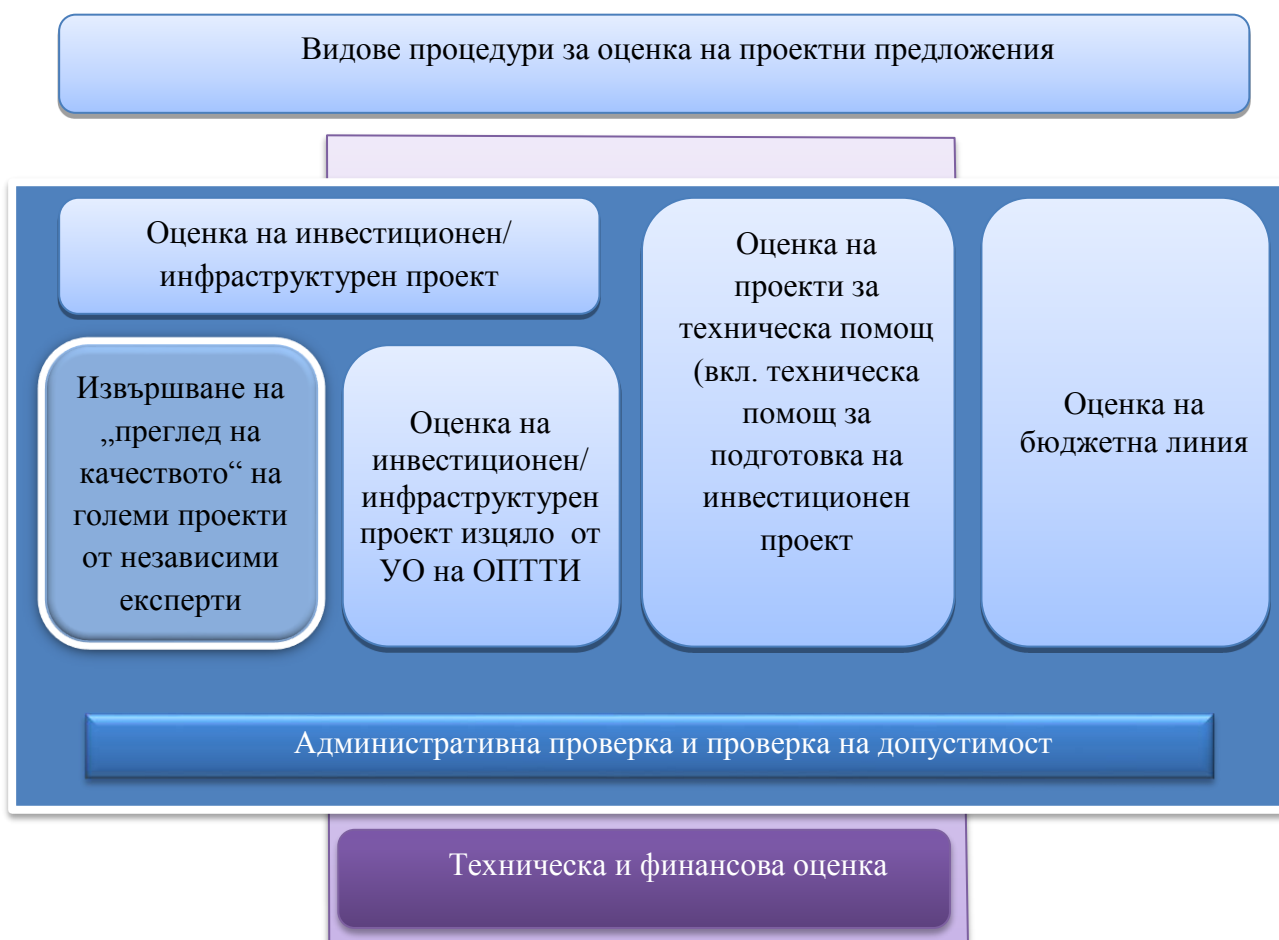 Видове процедури за оценка на проектни предложения
Оценка на инвестиционен/
инфраструктурен проект
Извършване на
„преглед на
качеството“ на
големи проекти
от независими
експерти
Оценка на
инвестиционен/
инфраструктурен
проект изцяло от
УО на ОПТТИ
Оценка на
проекти за
техническа помощ
(вкл. техническа
помощ за
подготовка на
инвестиционен
проект
Оценка на
бюджетна линия
Административна проверка и проверка на допустимост
Техническа и финансова оценка